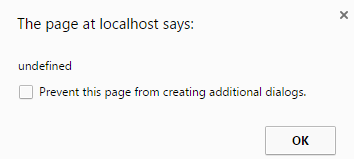 The page at localhost says:
undefined
Prevent this page from creating additional dialogs.
OK